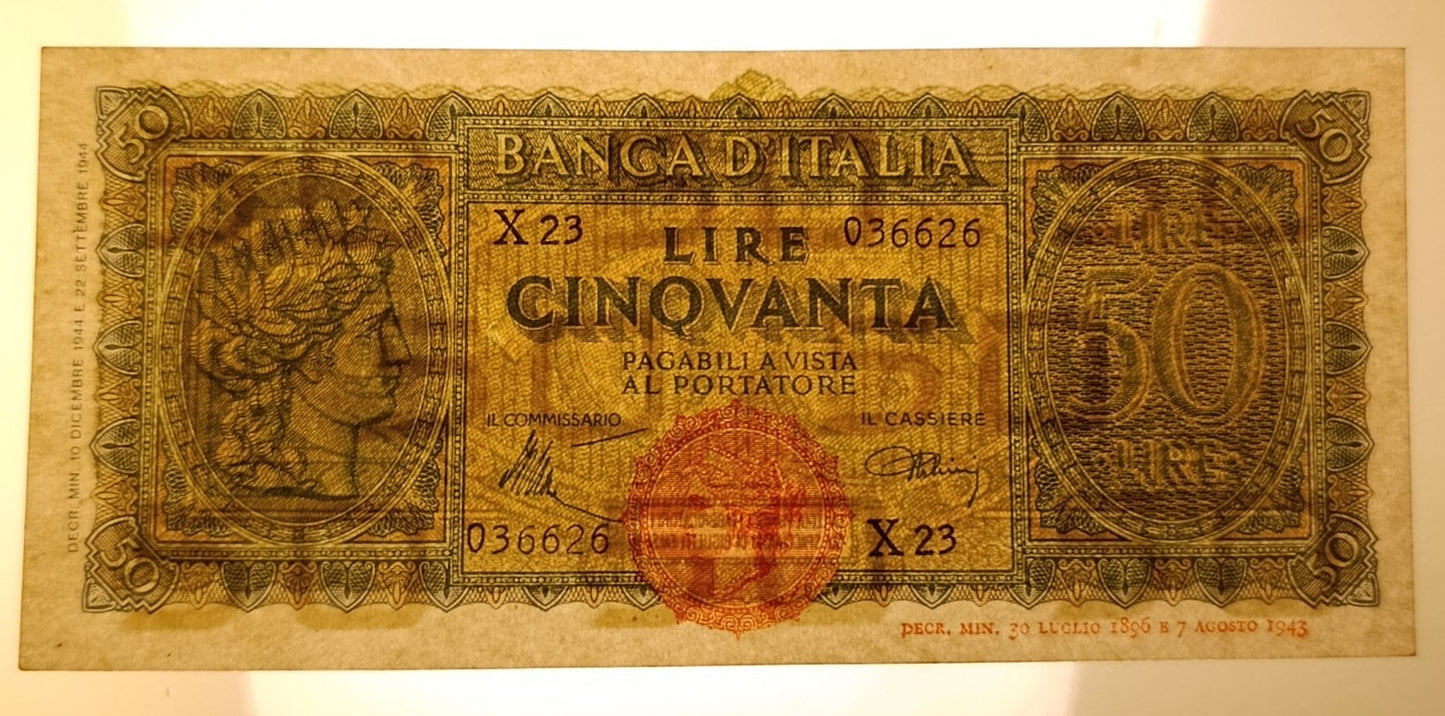 50
50
BANCA D'ITALIA
X 23
036626
LIRE
CINQVANTA
PAGABILI A VISTA
AL PORTATORE
IL COMMISSARIO
IL CASSIERE
036626
X 23
LIRE
50
LIRE
50
50
DECR. MIN. 30 LUGLIO 1896 E 7 AGOSTO 1943
DECR. MIN. 10 DICEMBRE 1944 E 22 SETTEMBRE 1944